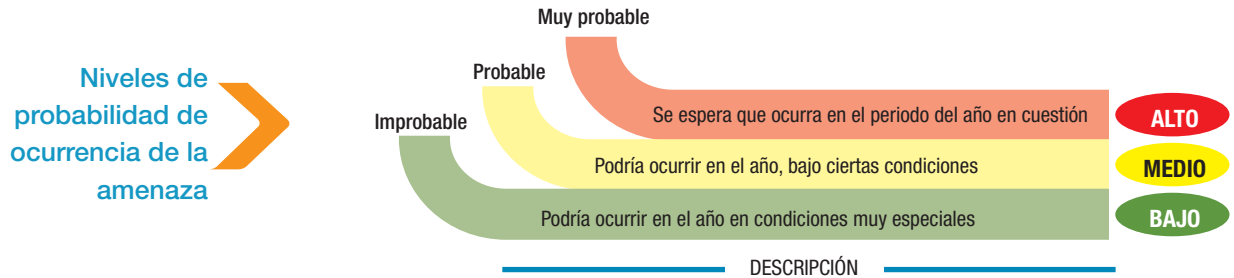 Niveles de
probabilidad de
ocurrencia de la
amenaza
Muy probable
Se espera que ocurra en el periodo del año en cuestión
ALTO
Probable
Podría ocurrir en el año, bajo ciertas condiciones
MEDIO
Improbable
Podría ocurrir en el año en condiciones muy especiales
BAJO
DESCRIPCIÓN